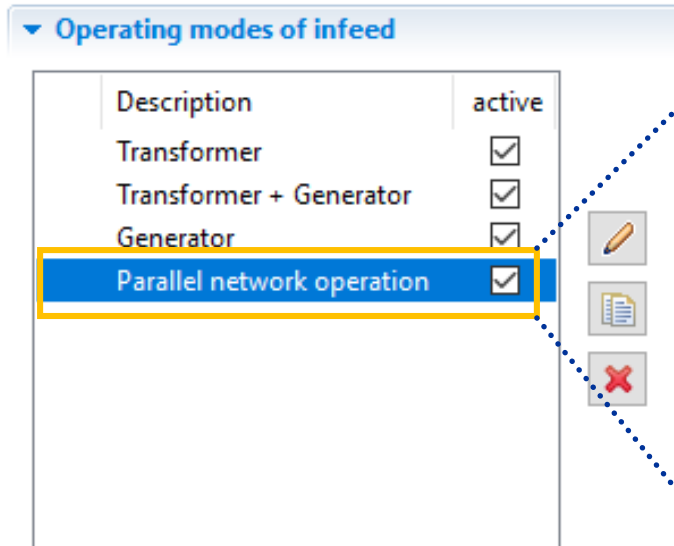 Operating modes of infeed
Description active
Transformer
Transformer + Generator
Generator
Parallel network operation